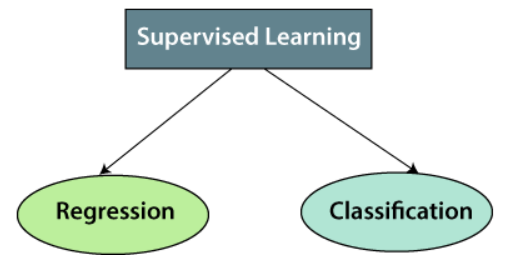 Supervised Learning
Regression
Classification